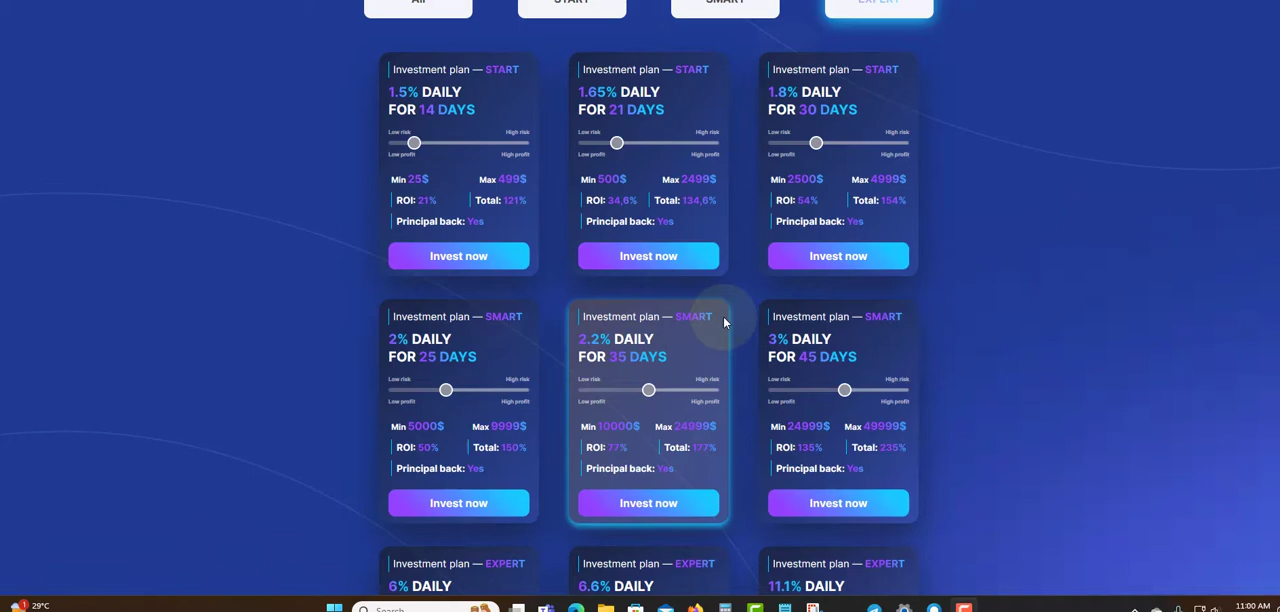 All
START
SMART
EXPERT
Investment plan — START
1.5% DAILY
FOR 14 DAYS
Low risk High risk
Low profit High profit
Min 25$ Max 499$
ROI: 21% Total: 121%
Principal back: Yes
Invest now
Investment plan — START
1.65% DAILY
FOR 21 DAYS
Low risk High risk
Low profit High profit
Min 500$ Max 2499$
ROI: 34,6% Total: 134,6%
Principal back: Yes
Invest now
Investment plan — START
1.8% DAILY
FOR 30 DAYS
Low risk High risk
Low profit High profit
Min 2500$ Max 4999$
ROI: 54% Total: 154%
Principal back: Yes
Invest now
Investment plan — SMART
2% DAILY
FOR 25 DAYS
Low risk High risk
Low profit High profit
Min 5000$ Max 9999$
ROI: 50% Total: 150%
Principal back: Yes
Invest now
Investment plan — SMART
2.2% DAILY
FOR 35 DAYS
Low risk High risk
Low profit High profit
Min 10000$ Max 24999$
ROI: 77% Total: 177%
Principal back: Yes
Invest now
Investment plan — SMART
3% DAILY
FOR 45 DAYS
Low risk High risk
Low profit High profit
Min 24999$ Max 49999$
ROI: 135% Total: 235%
Principal back: Yes
Invest now
Investment plan — EXPERT
6% DAILY
Investment plan — EXPERT
6.6% DAILY
Investment plan — EXPERT
11.1% DAILY
1
29°C
Search
11:00 AM